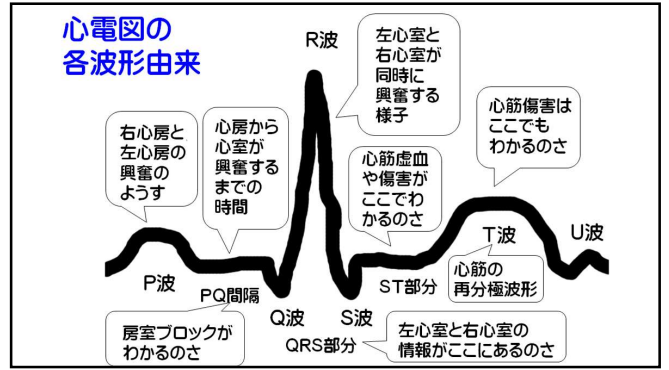 心電図の
各波形由来
R波
左心室と
右心室が
同時に
興奮する
様子
右心房と
左心房の
興奮の
ようす
心房から
心室が
興奮する
までの
時間
心筋虚血
や傷害が
ここでわ
かるのさ
心筋傷害は
ここでも
わかるのさ
P波
PQ間隔
Q波
S波
ST部分
T波
U波
心筋の
再分極波形
房室ブロックが
わかるのさ
QRS部分
左心室と右心室の
情報がここにあるのさ